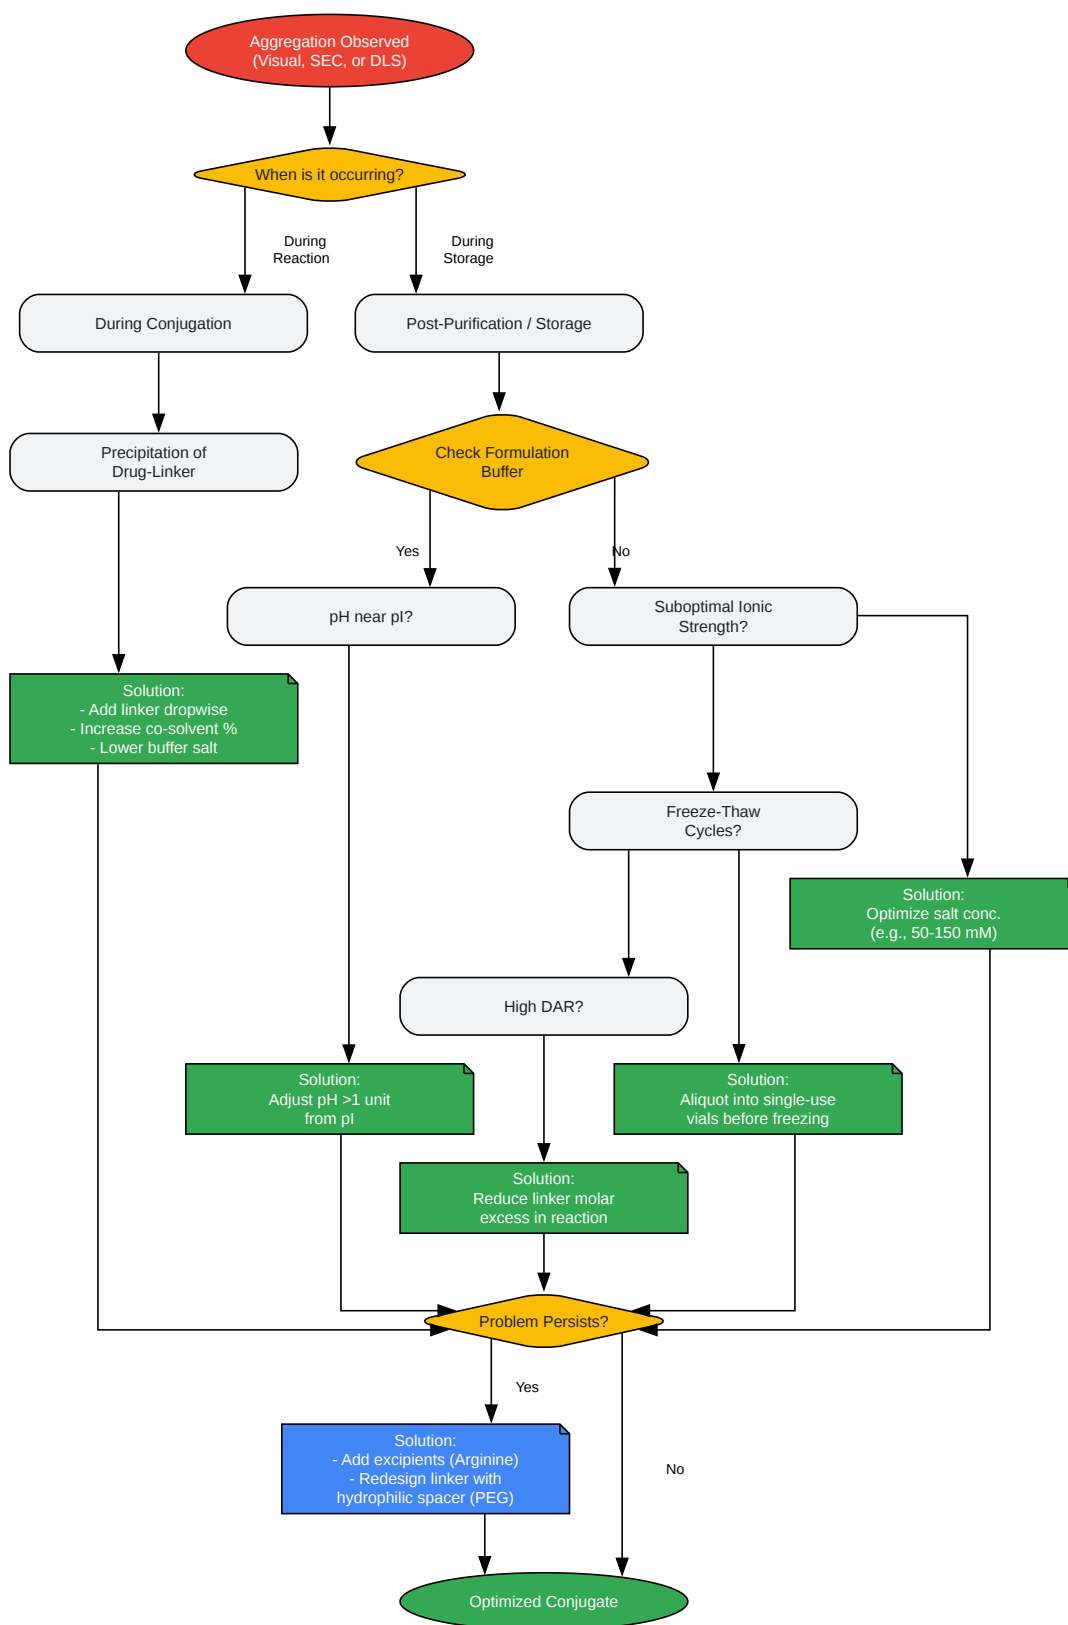 Aggregation Observed
(Visual, SEC, or DLS)
When is it occurring?
During
Reaction
During
Storage
During Conjugation
Post-Purification / Storage
Precipitation of
Drug-Linker
Check Formulation
Buffer
Yes
No
pH near pI?
Suboptimal Ionic
Strength?
Solution:
- Add linker dropwise
- Increase co-solvent %
- Lower buffer salt
Freeze-Thaw
Cycles?
Solution:
Optimize salt conc.
(e.g., 50-150 mM)
High DAR?
Solution:
Adjust pH >1 unit
from pI
Solution:
Aliquot into single-use
vials before freezing
Solution:
Reduce linker molar
excess in reaction
Problem Persists?
Yes
No
Solution:
- Add excipients (Arginine)
- Redesign linker with
hydrophilic spacer (PEG)
Optimized Conjugate